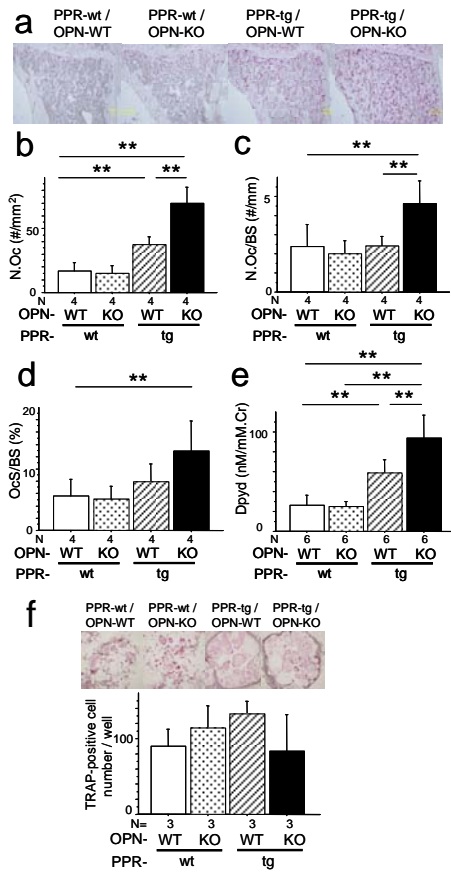 a
PPR-wt / PPR-wt / PPR-tg / PPR-tg /
OPN-WT OPN-KO OPN-WT OPN-KO
b
**
** **
N.Oc (#/mm²)
50
0
N 4 4 4 4
OPN- WT KO WT KO
PPR- wt tg
c
**
**
N.Oc/BS (#/mm)
5
0
N 4 4 4 4
OPN- WT KO WT KO
PPR- wt tg
d
**
OcS/BS (%)
20
10
0
N 4 4 4 4
OPN- WT KO WT KO
PPR- wt tg
e
**
**
** **
Dpyd (nM/mM.Cr)
100
0
N 6 6 6 6
OPN- WT KO WT KO
PPR- wt tg
f
PPR-wt / PPR-wt / PPR-tg / PPR-tg /
OPN-WT OPN-KO OPN-WT OPN-KO
TRAP-positive cell
number / well
100
0
N= 3 3 3 3
OPN- WT KO WT KO
PPR- wt tg